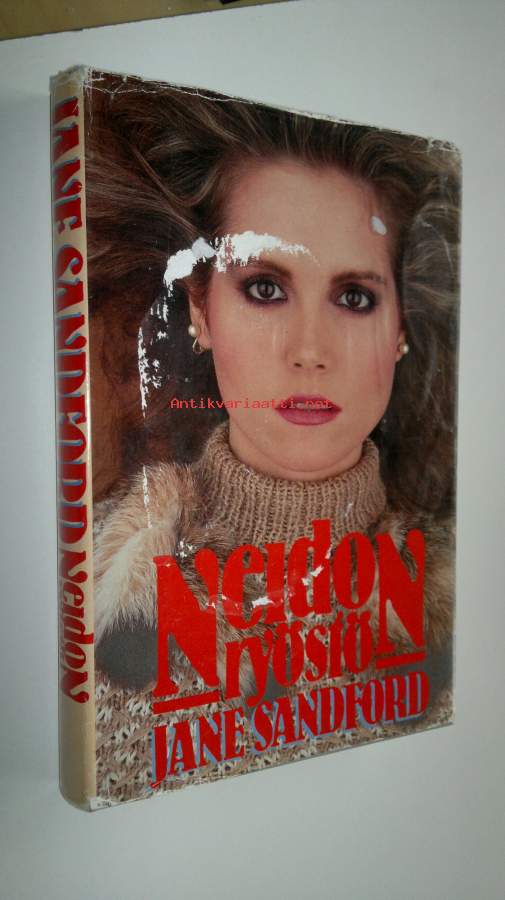 JANE SANDFORD NeidoN
Antikvariaatti.net
NeidoN
ryöstö
JANE SANDFORD